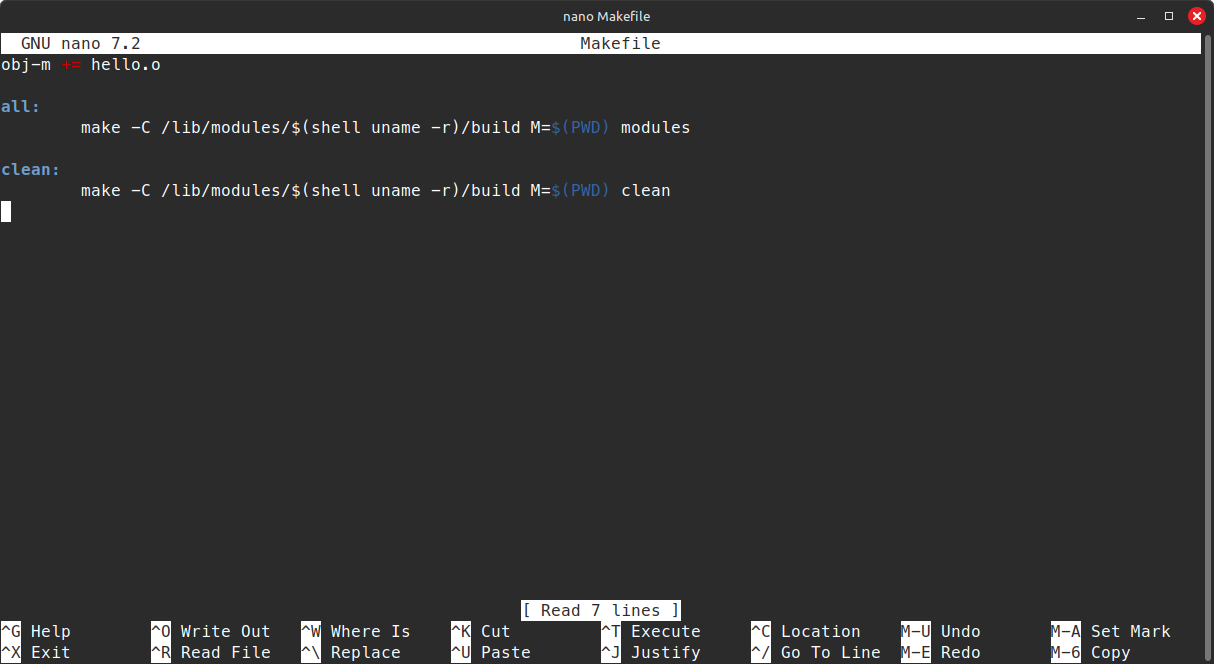 nano Makefile
GNU nano 7.2 Makefile
obj-m += hello.o
all:
make -C /lib/modules/$(shell uname -r)/build M=$(PWD) modules
clean:
make -C /lib/modules/$(shell uname -r)/build M=$(PWD) clean
[ Read 7 lines ]
^G Help ^O Write Out ^W Where Is ^K Cut ^T Execute ^C Location M-U Undo M-A Set Mark
^X Exit ^R Read File ^\ Replace ^U Paste ^J Justify ^/ Go To Line M-E Redo M-6 Copy